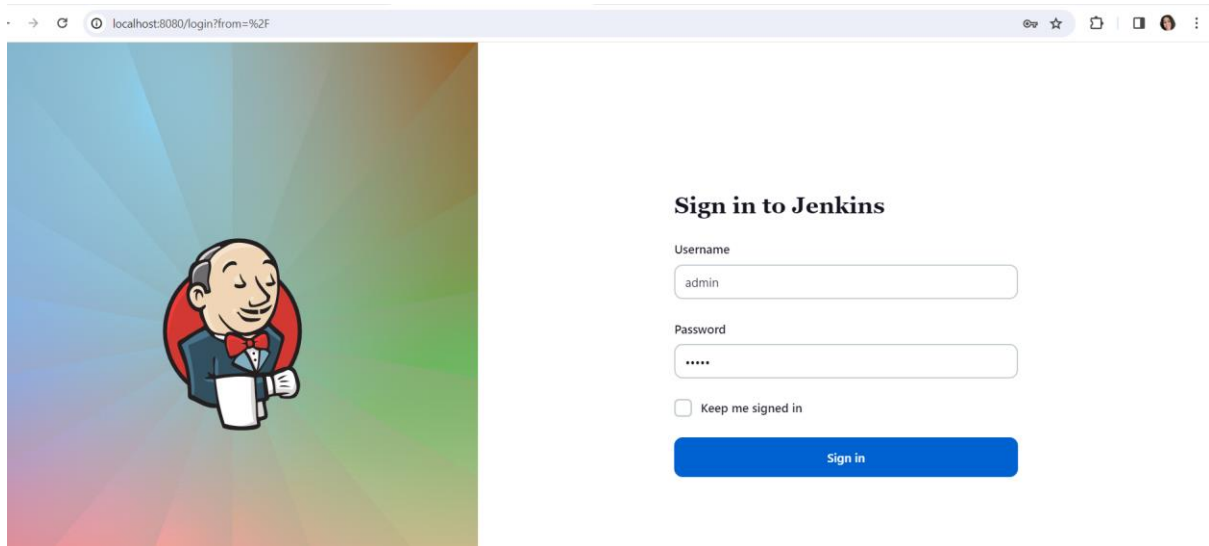 localhost:8080/login?from=%2F
Sign in to Jenkins
Username
admin
Password
•••••
Keep me signed in
Sign in